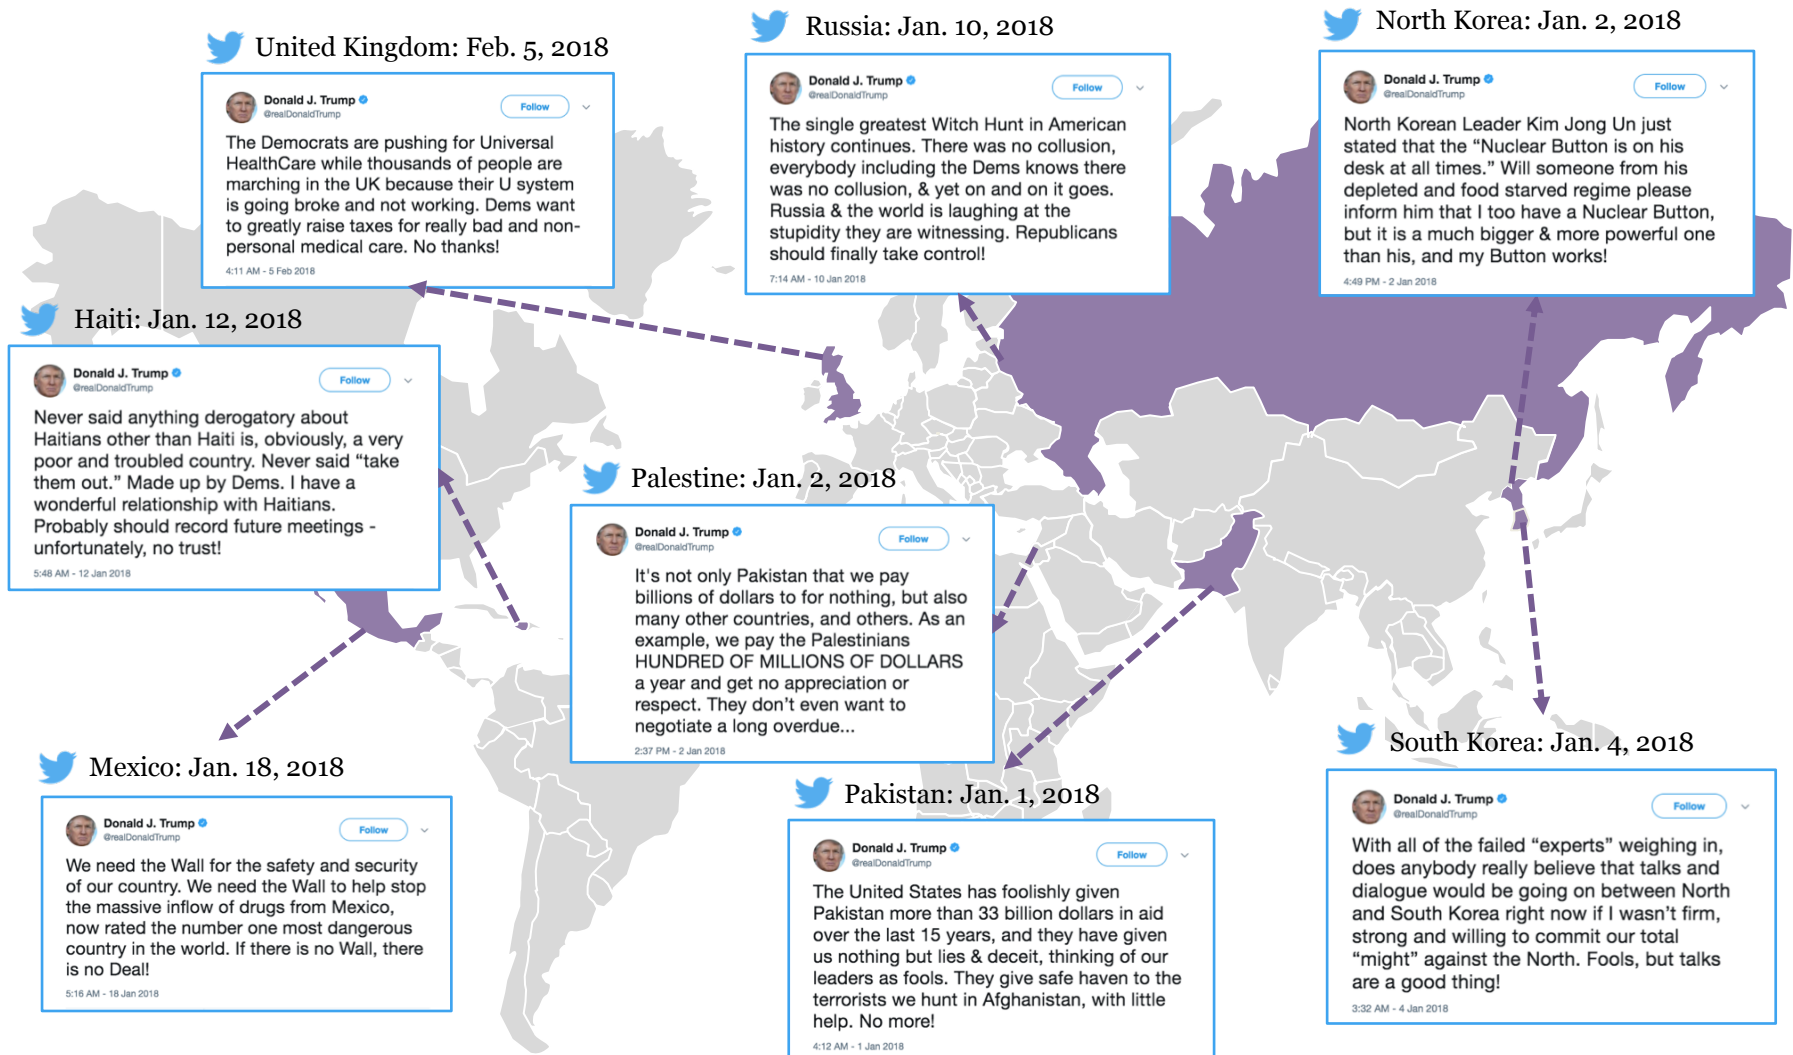 United Kingdom: Feb. 5, 2018
Donald J. Trump
@realDonaldTrump
Follow
The Democrats are pushing for Universal
HealthCare while thousands of people are
marching in the UK because their U system
is going broke and not working. Dems want
to greatly raise taxes for really bad and non-
personal medical care. No thanks!
4:11 AM - 5 Feb 2018
Russia: Jan. 10, 2018
Donald J. Trump
@realDonaldTrump
Follow
The single greatest Witch Hunt in American
history continues. There was no collusion,
everybody including the Dems knows there
was no collusion, & yet on and on it goes.
Russia & the world is laughing at the
stupidity they are witnessing. Republicans
should finally take control!
7:14 AM - 10 Jan 2018
North Korea: Jan. 2, 2018
Donald J. Trump
@realDonaldTrump
Follow
North Korean Leader Kim Jong Un just
stated that the “Nuclear Button is on his
desk at all times.” Will someone from his
depleted and food starved regime please
inform him that I too have a Nuclear Button,
but it is a much bigger & more powerful one
than his, and my Button works!
4:49 PM - 2 Jan 2018
Haiti: Jan. 12, 2018
Donald J. Trump
@realDonaldTrump
Follow
Never said anything derogatory about
Haitians other than Haiti is, obviously, a very
poor and troubled country. Never said “take
them out.” Made up by Dems. I have a
wonderful relationship with Haitians.
Probably should record future meetings -
unfortunately, no trust!
5:48 AM - 12 Jan 2018
Palestine: Jan. 2, 2018
Donald J. Trump
@realDonaldTrump
Follow
It's not only Pakistan that we pay
billions of dollars to for nothing, but also
many other countries, and others. As an
example, we pay the Palestinians
HUNDRED OF MILLIONS OF DOLLARS
a year and get no appreciation or
respect. They don’t even want to
negotiate a long overdue...
2:37 PM - 2 Jan 2018
Mexico: Jan. 18, 2018
Donald J. Trump
@realDonaldTrump
Follow
We need the Wall for the safety and security
of our country. We need the Wall to help stop
the massive inflow of drugs from Mexico,
now rated the number one most dangerous
country in the world. If there is no Wall, there
is no Deal!
5:16 AM - 18 Jan 2018
Pakistan: Jan. 1, 2018
Donald J. Trump
@realDonaldTrump
Follow
The United States has foolishly given
Pakistan more than 33 billion dollars in aid
over the last 15 years, and they have given
us nothing but lies & deceit, thinking of our
leaders as fools. They give safe haven to the
terrorists we hunt in Afghanistan, with little
help. No more!
4:12 AM - 1 Jan 2018
South Korea: Jan. 4, 2018
Donald J. Trump
@realDonaldTrump
Follow
With all of the failed “experts” weighing in,
does anybody really believe that talks and
dialogue would be going on between North
and South Korea right now if I wasn’t firm,
strong and willing to commit our total
“might” against the North. Fools, but talks
are a good thing!
3:32 AM - 4 Jan 2018